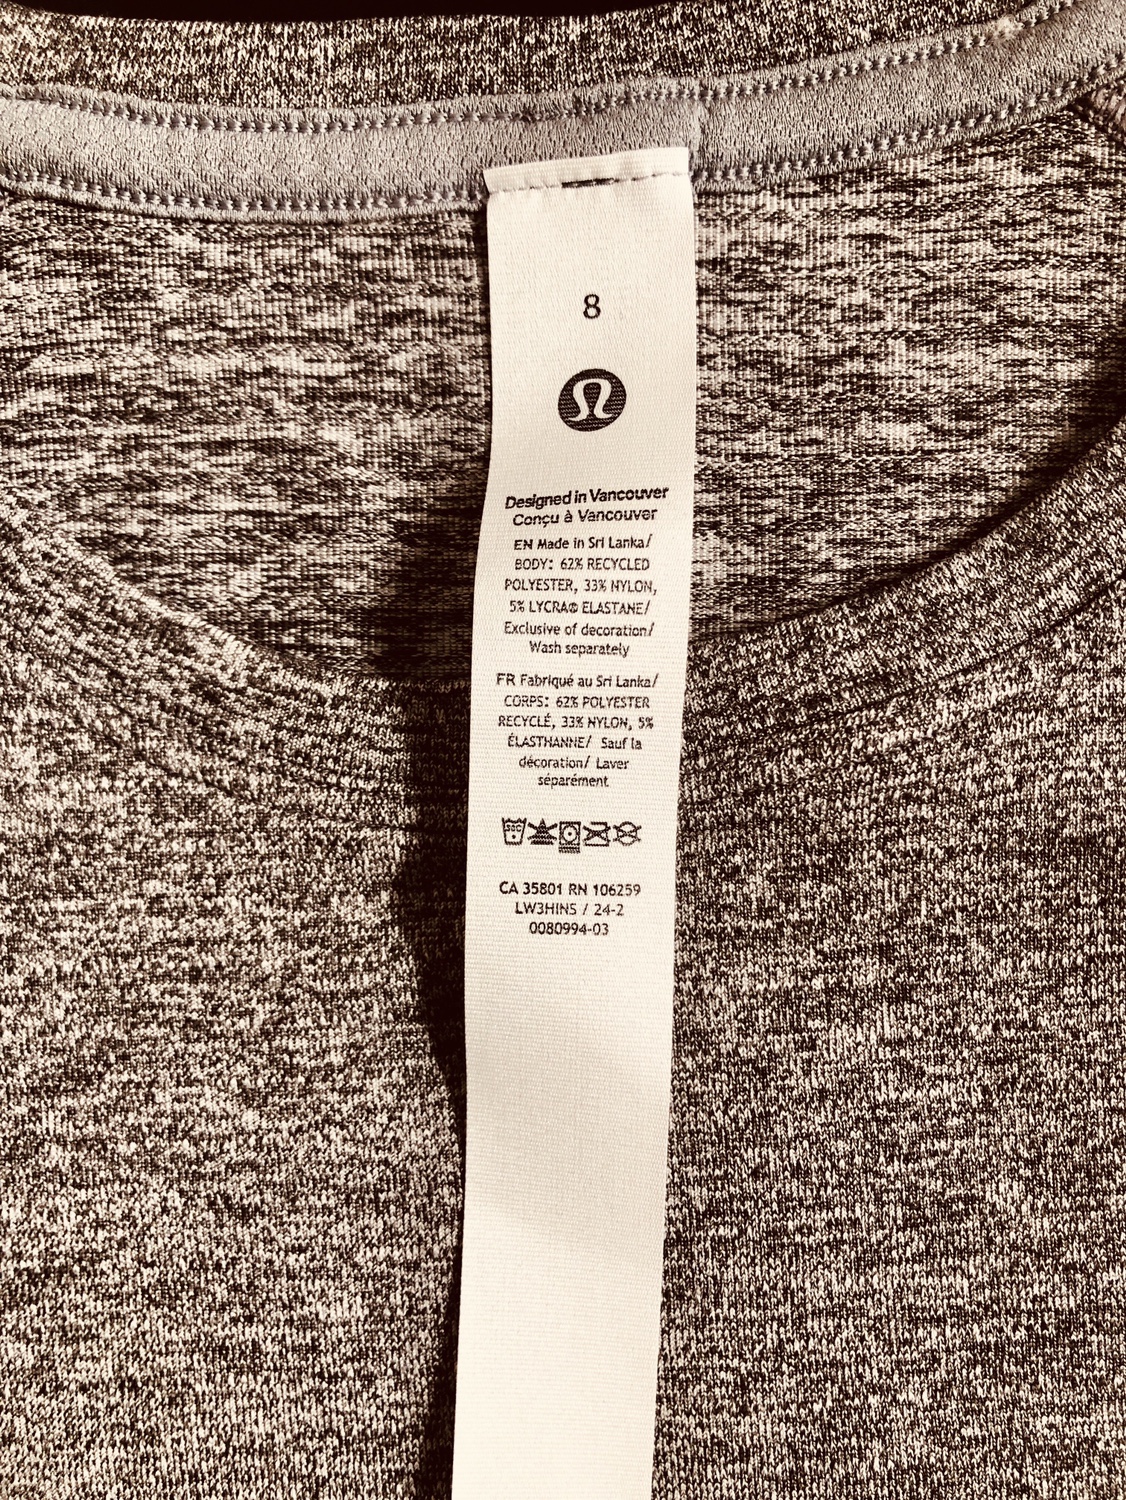 8
Designed in Vancouver
Conçu à Vancouver
EN Made in Sri Lanka/
BODY: 62% RECYCLED
POLYESTER, 33% NYLON,
5% LYCRA® ELASTANE/
Exclusive of decoration/
Wash separately
FR Fabriqué au Sri Lanka/
CORPS: 62% POLYESTER
RECYCLÉ, 33% NYLON, 5%
ÉLASTHANNE/ Sauf la
décoration/ Laver
séparément
30C
CA 35801 RN 106259
LW3HINS / 24-2
0080994-03